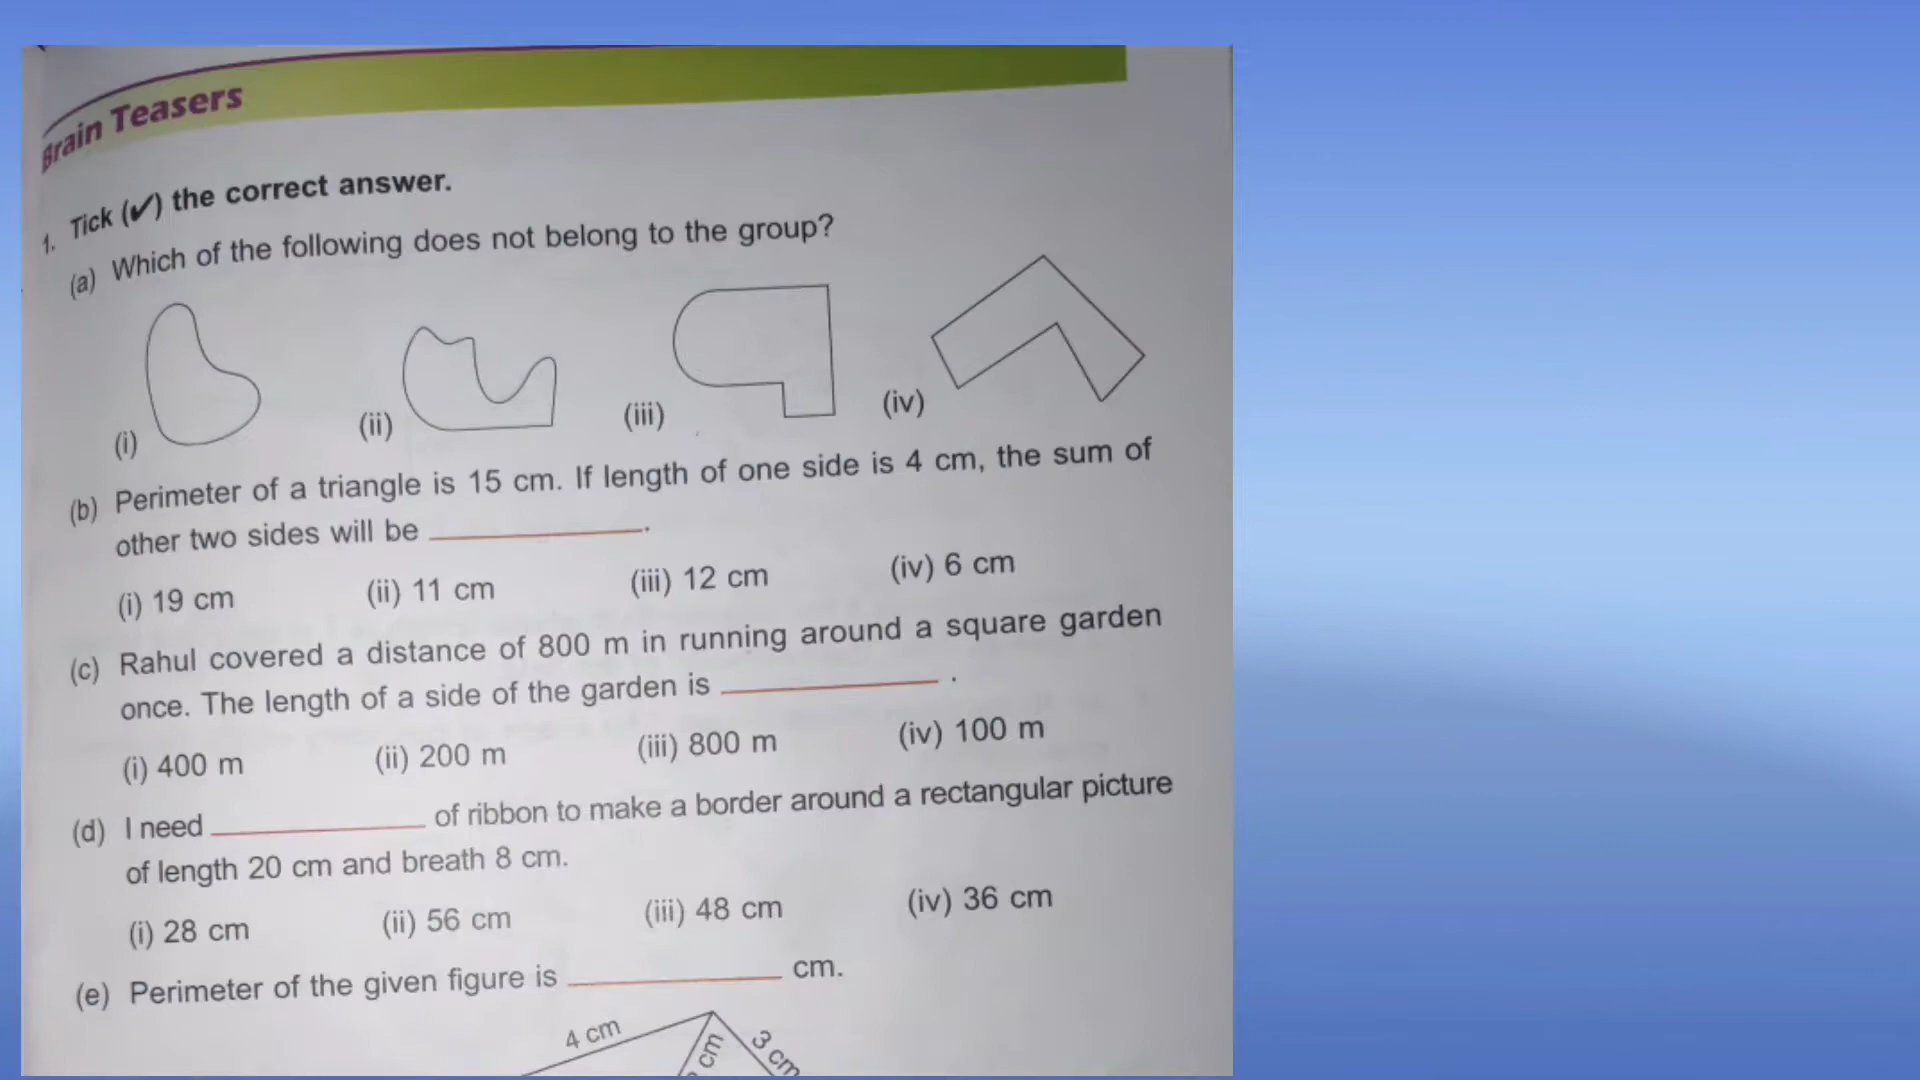 Brain Teasers
1. Tick (✔) the correct answer.
(a) Which of the following does not belong to the group?
(i) (ii) (iii) (iv)
(b) Perimeter of a triangle is 15 cm. If length of one side is 4 cm, the sum of
other two sides will be ____________.
(i) 19 cm (ii) 11 cm (iii) 12 cm (iv) 6 cm
(c) Rahul covered a distance of 800 m in running around a square garden
once. The length of a side of the garden is ____________ .
(i) 400 m (ii) 200 m (iii) 800 m (iv) 100 m
(d) I need ____________ of ribbon to make a border around a rectangular picture
of length 20 cm and breath 8 cm.
(i) 28 cm (ii) 56 cm (iii) 48 cm (iv) 36 cm
(e) Perimeter of the given figure is ____________ cm.
4 cm
cm
3 cm